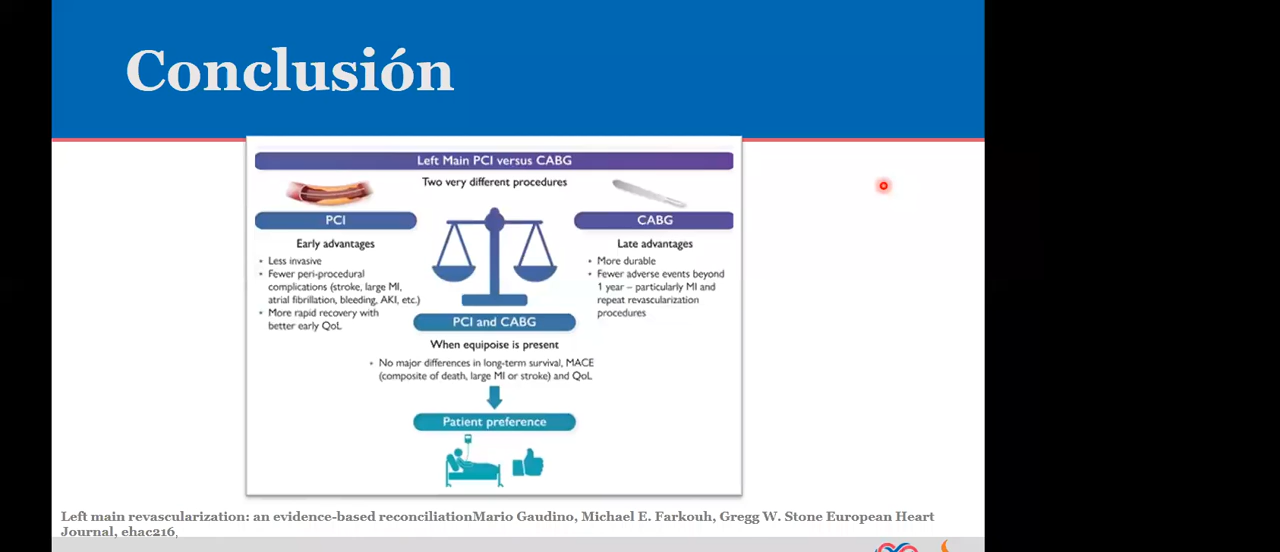 Conclusión
Left Main PCI versus CABG
Two very different procedures
PCI
Early advantages
• Less invasive
• Fewer peri-procedural
complications (stroke, large MI,
atrial fibrillation, bleeding, AKI, etc.)
• More rapid recovery with
better early QoL
CABG
Late advantages
• More durable
• Fewer adverse events beyond
1 year – particularly MI and
repeat revascularization
procedures
PCI and CABG
When equipoise is present
• No major differences in long-term survival, MACE
(composite of death, large MI or stroke) and QoL
Patient preference
Left main revascularization: an evidence-based reconciliationMario Gaudino, Michael E. Farkouh, Gregg W. Stone European Heart
Journal, ehac216,